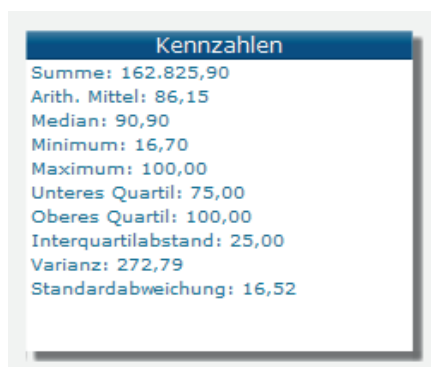 Kennzahlen
Summe: 162.825,90
Arith. Mittel: 86,15
Median: 90,90
Minimum: 16,70
Maximum: 100,00
Unteres Quartil: 75,00
Oberes Quartil: 100,00
Interquartilabstand: 25,00
Varianz: 272,79
Standardabweichung: 16,52